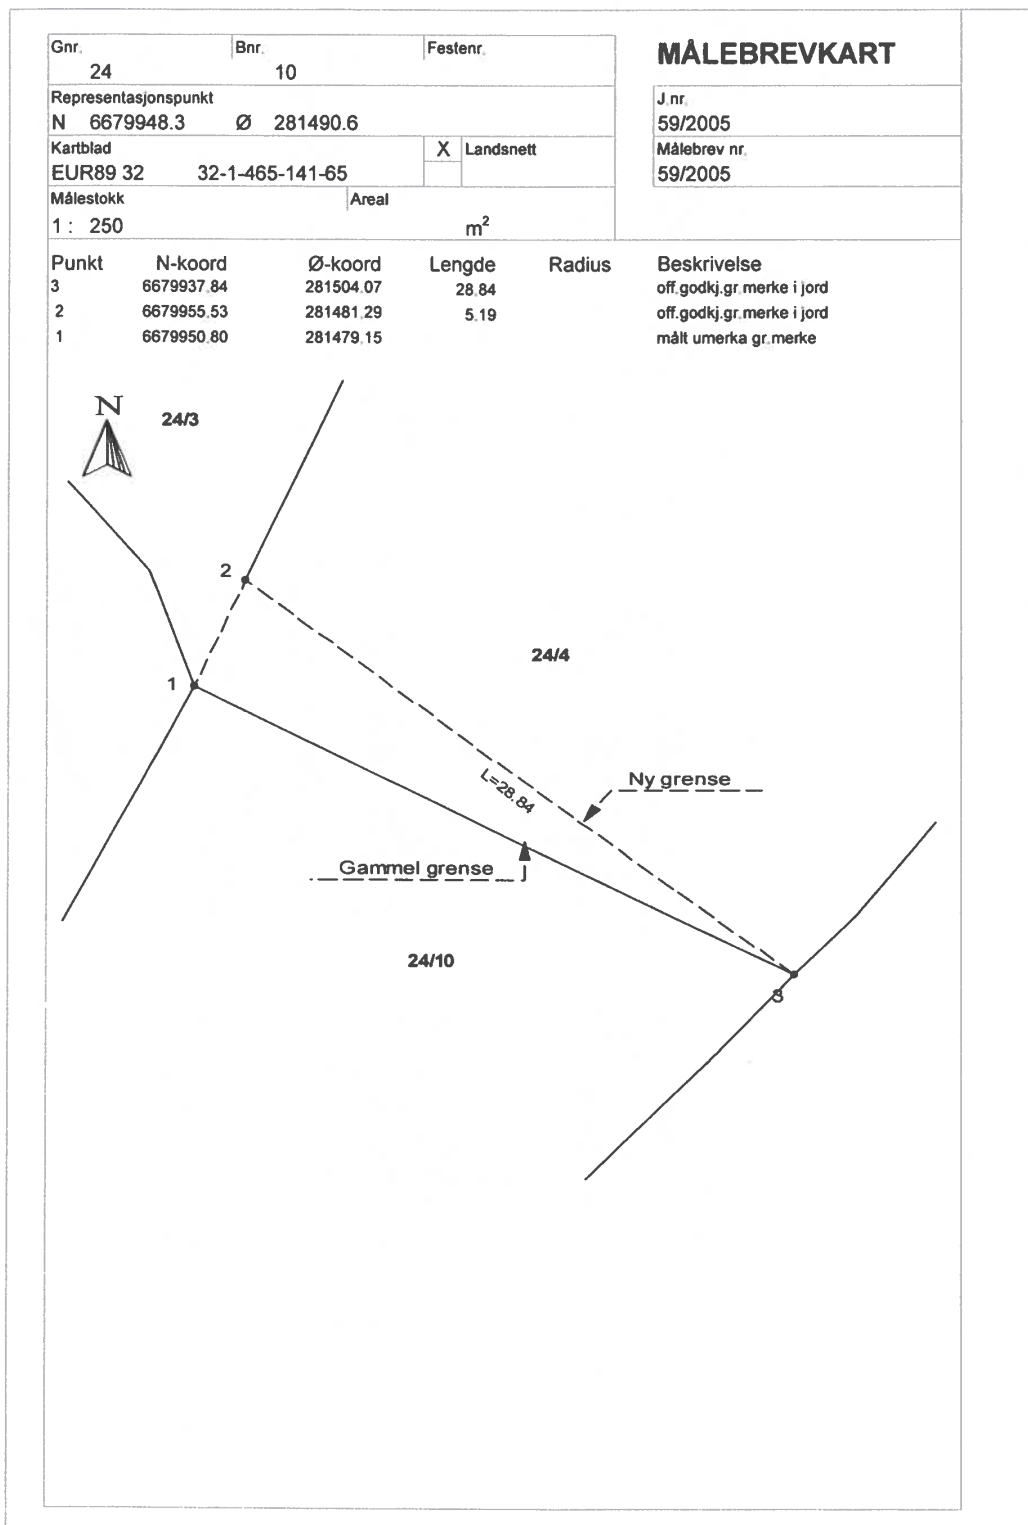 Gnr. Bnr. Festenr.
24 10
MÅLEBREVKART
Representasjonspunkt
N 6679948.3 Ø 281490.6
J.nr.
59/2005
Kartblad
EUR89 32 32-1-465-141-65
X Landsnett
Målebrev nr.
59/2005
Målestokk Areal
1 : 250 m²
Punkt N-koord Ø-koord Lengde Radius Beskrivelse
3 6679937.84 281504.07 28.84 off.godkj.gr.merke i jord
2 6679955.53 281481.29 5.19 off.godkj.gr.merke i jord
1 6679950.80 281479.15 målt umerka gr.merke
N
24/3
2
24/4
1
L=28.84
Ny grense
Gammel grense
24/10
3